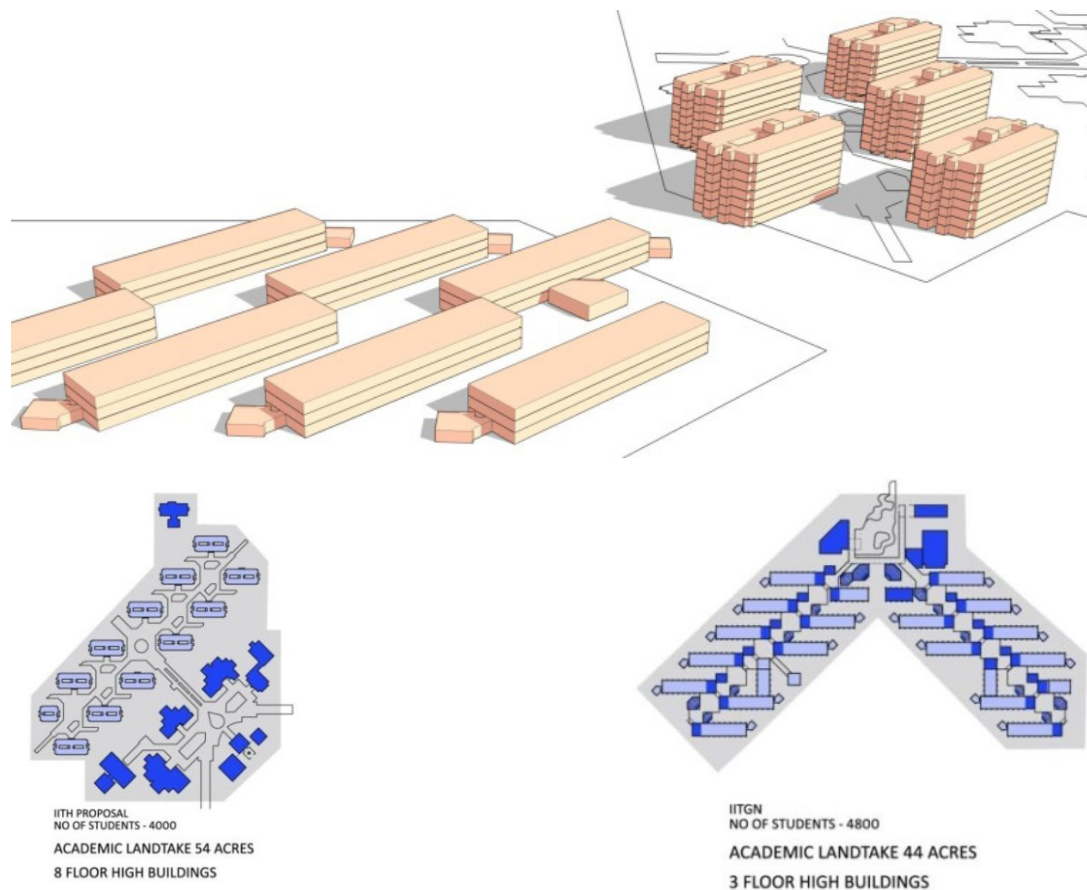 IITH PROPOSAL
NO OF STUDENTS - 4000
ACADEMIC LANDTAKE 54 ACRES
8 FLOOR HIGH BUILDINGS
IITGN
NO OF STUDENTS - 4800
ACADEMIC LANDTAKE 44 ACRES
3 FLOOR HIGH BUILDINGS